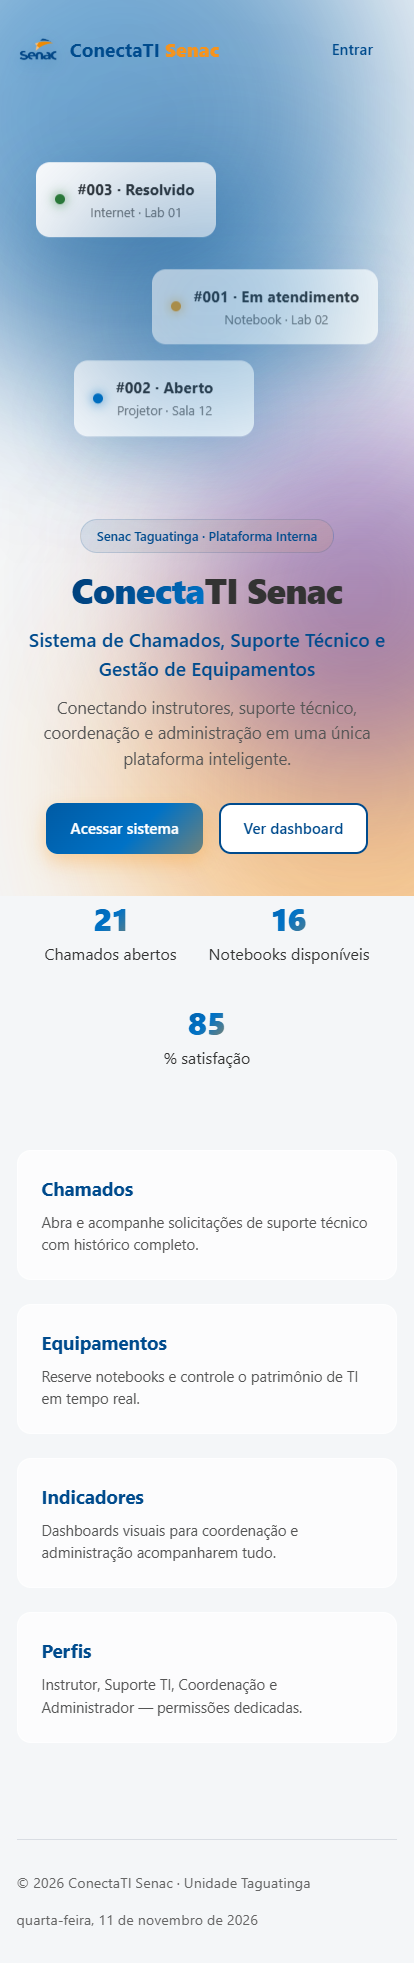 senac ConectaTI Senac
Entrar
#003 · Resolvido
Internet · Lab 01
#001 · Em atendimento
Notebook · Lab 02
#002 · Aberto
Projetor · Sala 12
Senac Taguatinga · Plataforma Interna
ConectaTI Senac
Sistema de Chamados, Suporte Técnico e
Gestão de Equipamentos
Conectando instrutores, suporte técnico,
coordenação e administração em uma única
plataforma inteligente.
Acessar sistema
Ver dashboard
21
Chamados abertos
16
Notebooks disponíveis
85
% satisfação
Chamados
Abra e acompanhe solicitações de suporte técnico
com histórico completo.
Equipamentos
Reserve notebooks e controle o patrimônio de TI
em tempo real.
Indicadores
Dashboards visuais para coordenação e
administração acompanharem tudo.
Perfis
Instrutor, Suporte TI, Coordenação e
Administrador — permissões dedicadas.
© 2026 ConectaTI Senac · Unidade Taguatinga
quarta-feira, 11 de novembro de 2026